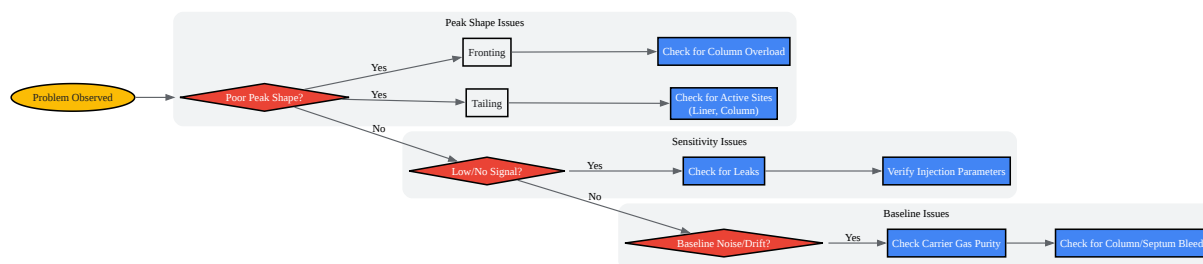 Peak Shape Issues
Problem Observed
Poor Peak Shape?
Yes
Fronting
Check for Column Overload
Yes
Tailing
Check for Active Sites
(Liner, Column)
No
Sensitivity Issues
Low/No Signal?
Yes
Check for Leaks
Verify Injection Parameters
No
Baseline Issues
Baseline Noise/Drift?
Yes
Check Carrier Gas Purity
Check for Column/Septum Bleed